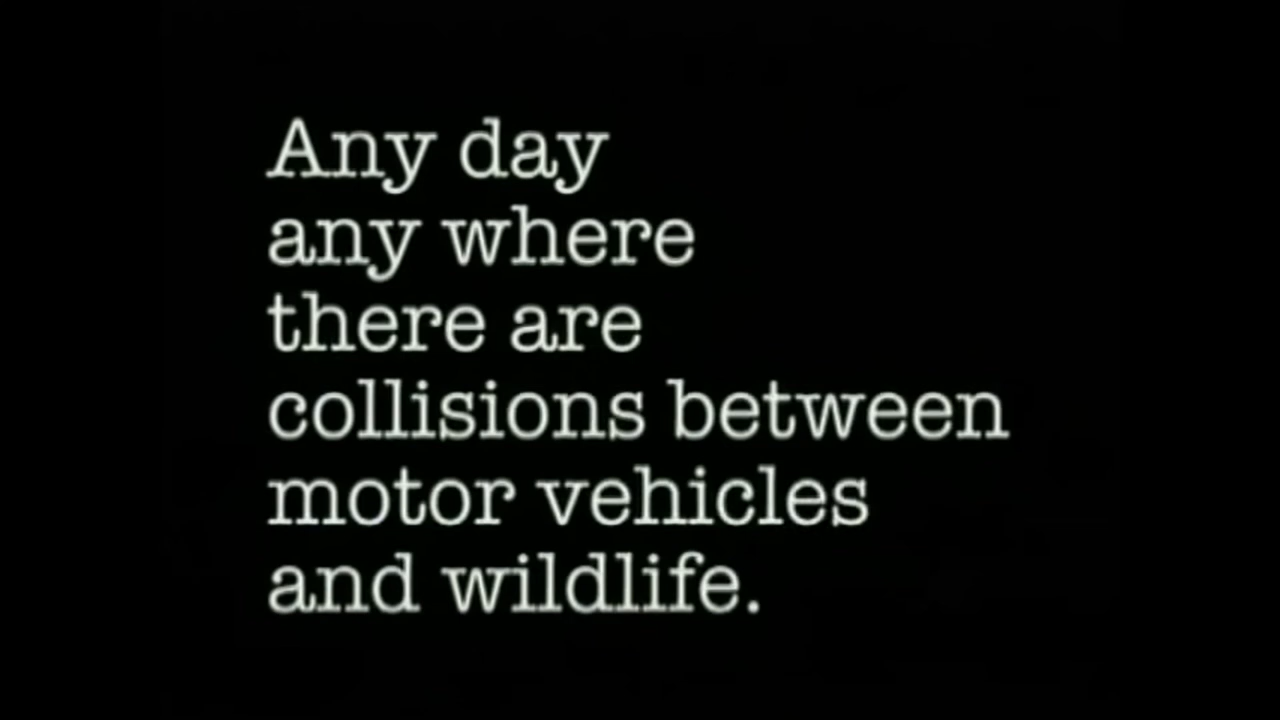 Any day
any where
there are
collisions between
motor vehicles
and wildlife.